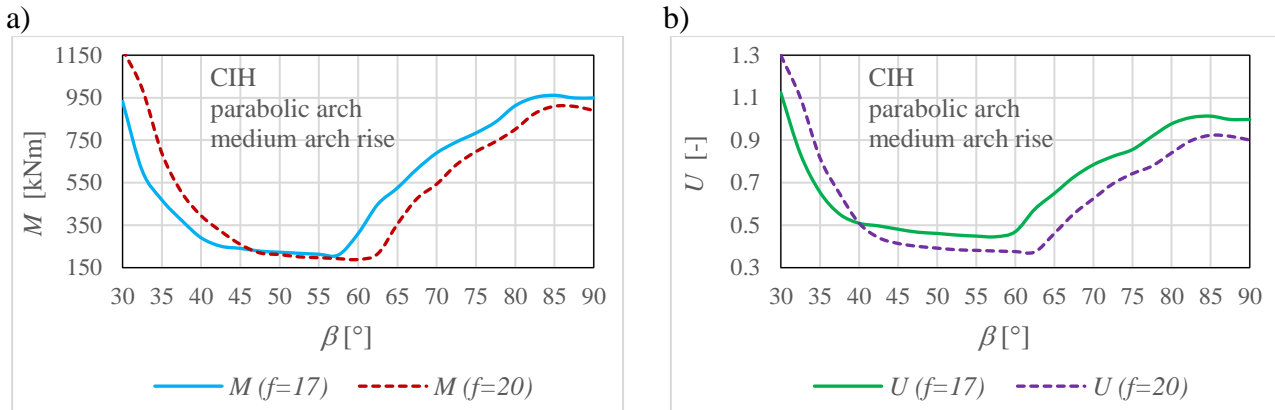 a)
1150
950
750
550
350
150
M [kNm]
CIH
parabolic arch
medium arch rise
30 35 40 45 50 55 60 65 70 75 80 85 90
β [°]
M (f=17) M (f=20)
b)
1.3
1.1
0.9
0.7
0.5
0.3
U [-]
CIH
parabolic arch
medium arch rise
30 35 40 45 50 55 60 65 70 75 80 85 90
β [°]
U (f=17) U (f=20)